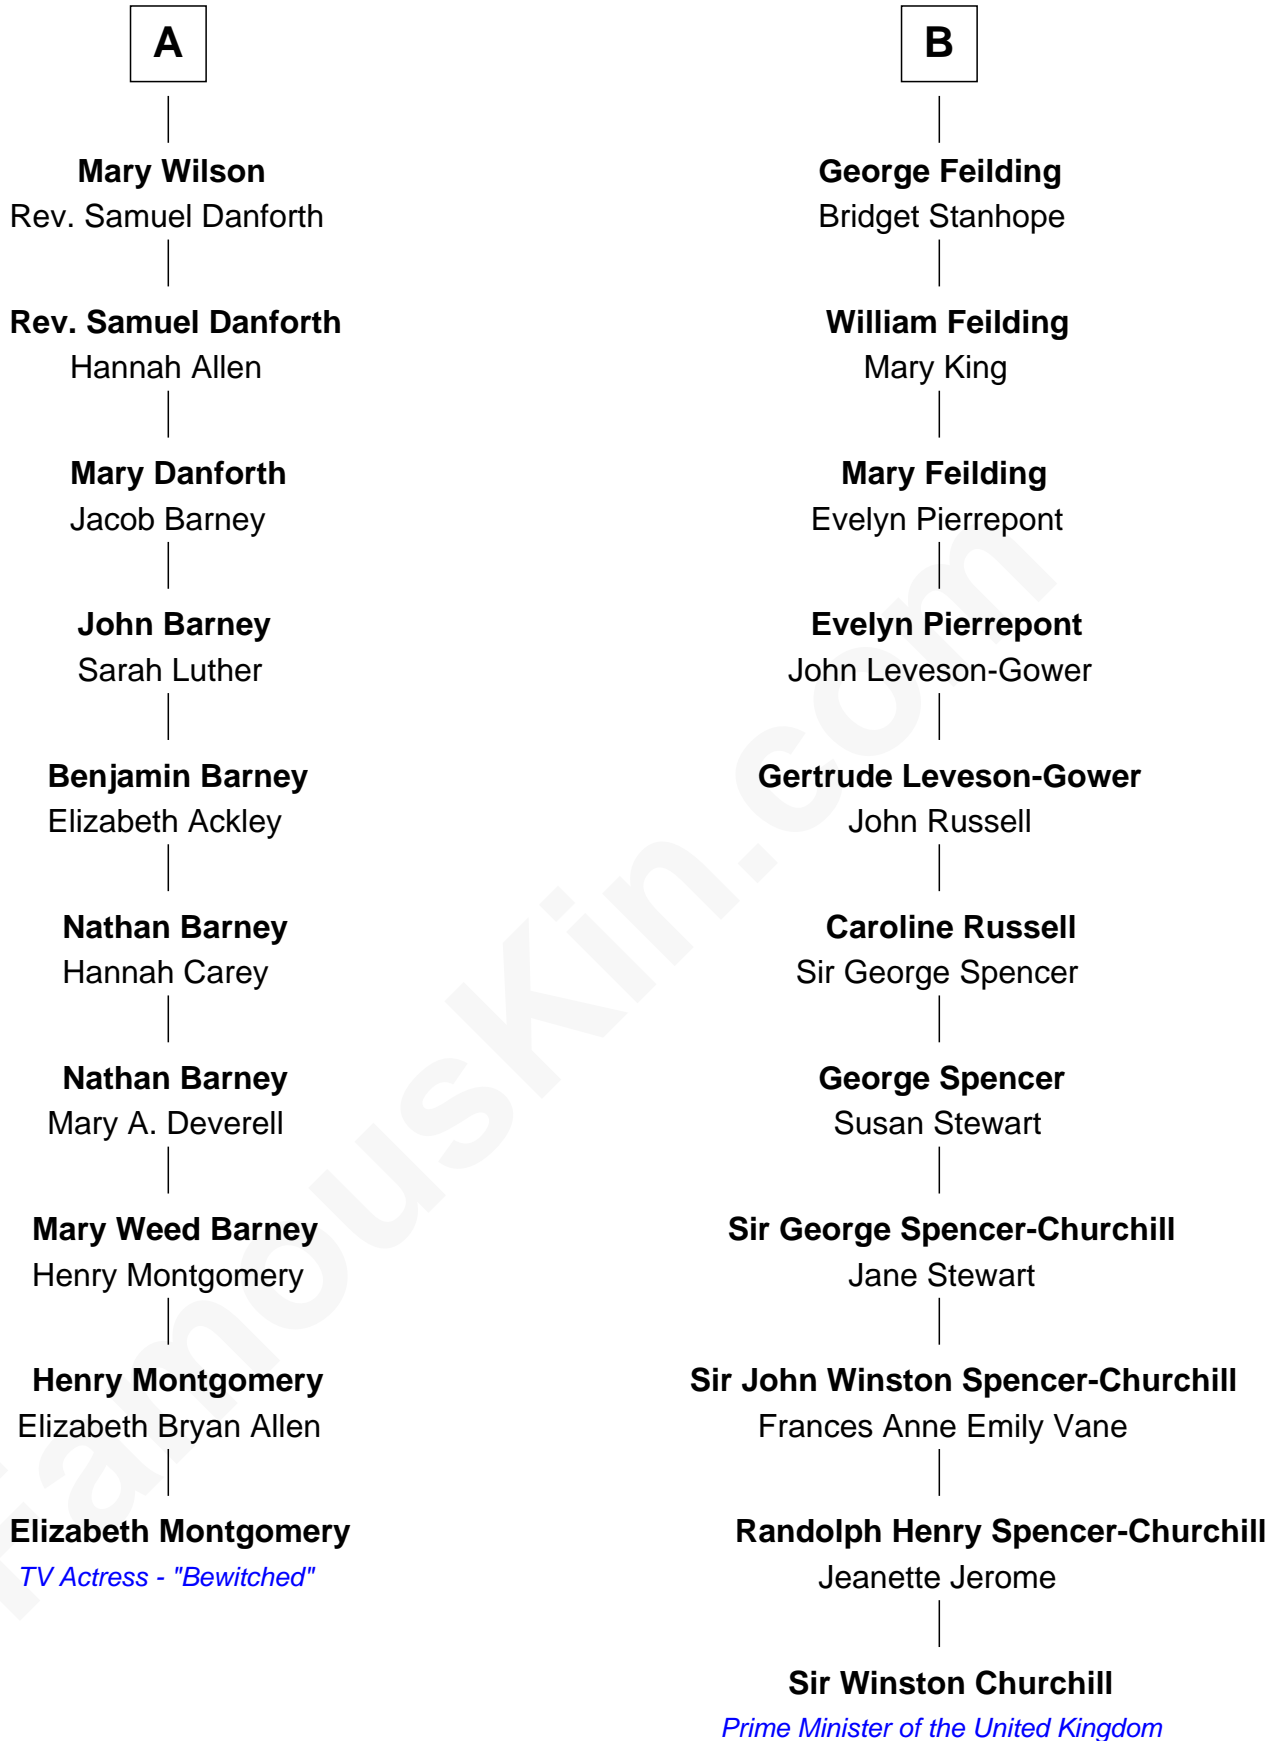 A
Mary Wilson
Rev. Samuel Danforth
Rev. Samuel Danforth
Hannah Allen
Mary Danforth
Jacob Barney
John Barney
Sarah Luther
Benjamin Barney
Elizabeth Ackley
Nathan Barney
Hannah Carey
Nathan Barney
Mary A. Deverell
Mary Weed Barney
Henry Montgomery
Henry Montgomery
Elizabeth Bryan Allen
Elizabeth Montgomery
TV Actress - "Bewitched"
B
George Feilding
Bridget Stanhope
William Feilding
Mary King
Mary Feilding
Evelyn Pierrepont
Evelyn Pierrepont
John Leveson-Gower
Gertrude Leveson-Gower
John Russell
Caroline Russell
Sir George Spencer
George Spencer
Susan Stewart
Sir George Spencer-Churchill
Jane Stewart
Sir John Winston Spencer-Churchill
Frances Anne Emily Vane
Randolph Henry Spencer-Churchill
Jeanette Jerome
Sir Winston Churchill
Prime Minister of the United Kingdom
FamousKin.com